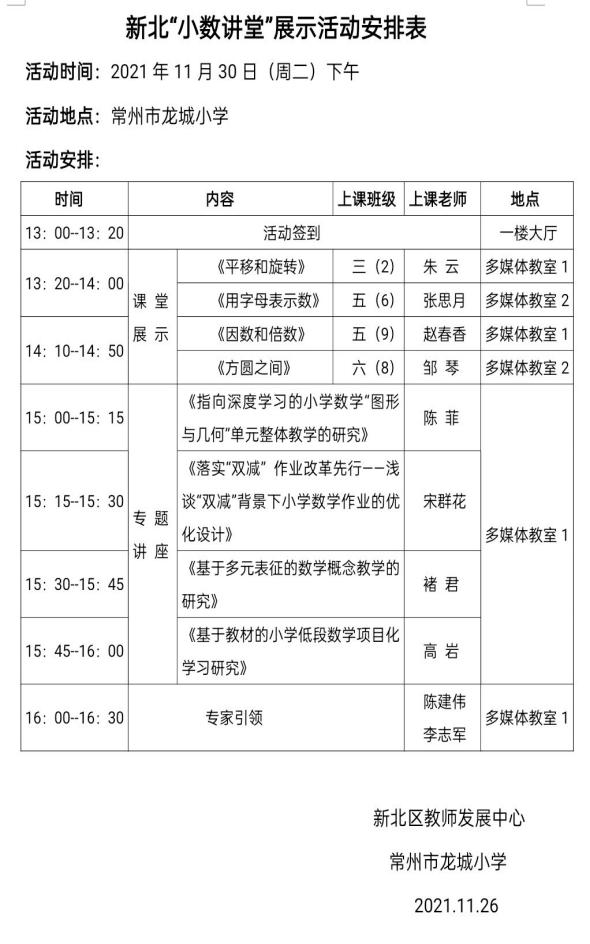 新北“小数讲堂”展示活动安排表
活动时间：2021年11月30日（周二）下午
活动地点：常州市龙城小学
活动安排：
时间 内容 上课班级 上课老师 地点
13：00--13：20 活动签到 一楼大厅
13：20--14：00 课堂展示 《平移和旋转》 三（2） 朱云 多媒体教室1
《用字母表示数》 五（6） 张思月 多媒体教室2
14：10--14：50 《因数和倍数》 五（9） 赵春香 多媒体教室1
《方圆之间》 六（8） 邹琴 多媒体教室2
15：00--15：15 专题讲座 《指向深度学习的小学数学“图形
与几何”单元整体教学的研究》 陈菲 多媒体教室1
15：15--15：30 《落实“双减” 作业改革先行——浅
谈“双减”背景下小学数学作业的优
化设计》 宋群花
15：30--15：45 《基于多元表征的数学概念教学的
研究》 褚君
15：45--16：00 《基于教材的小学低段数学项目化
学习研究》 高岩
16：00--16：30 专家引领 陈建伟
李志军 多媒体教室1
新北区教师发展中心
常州市龙城小学
2021.11.26